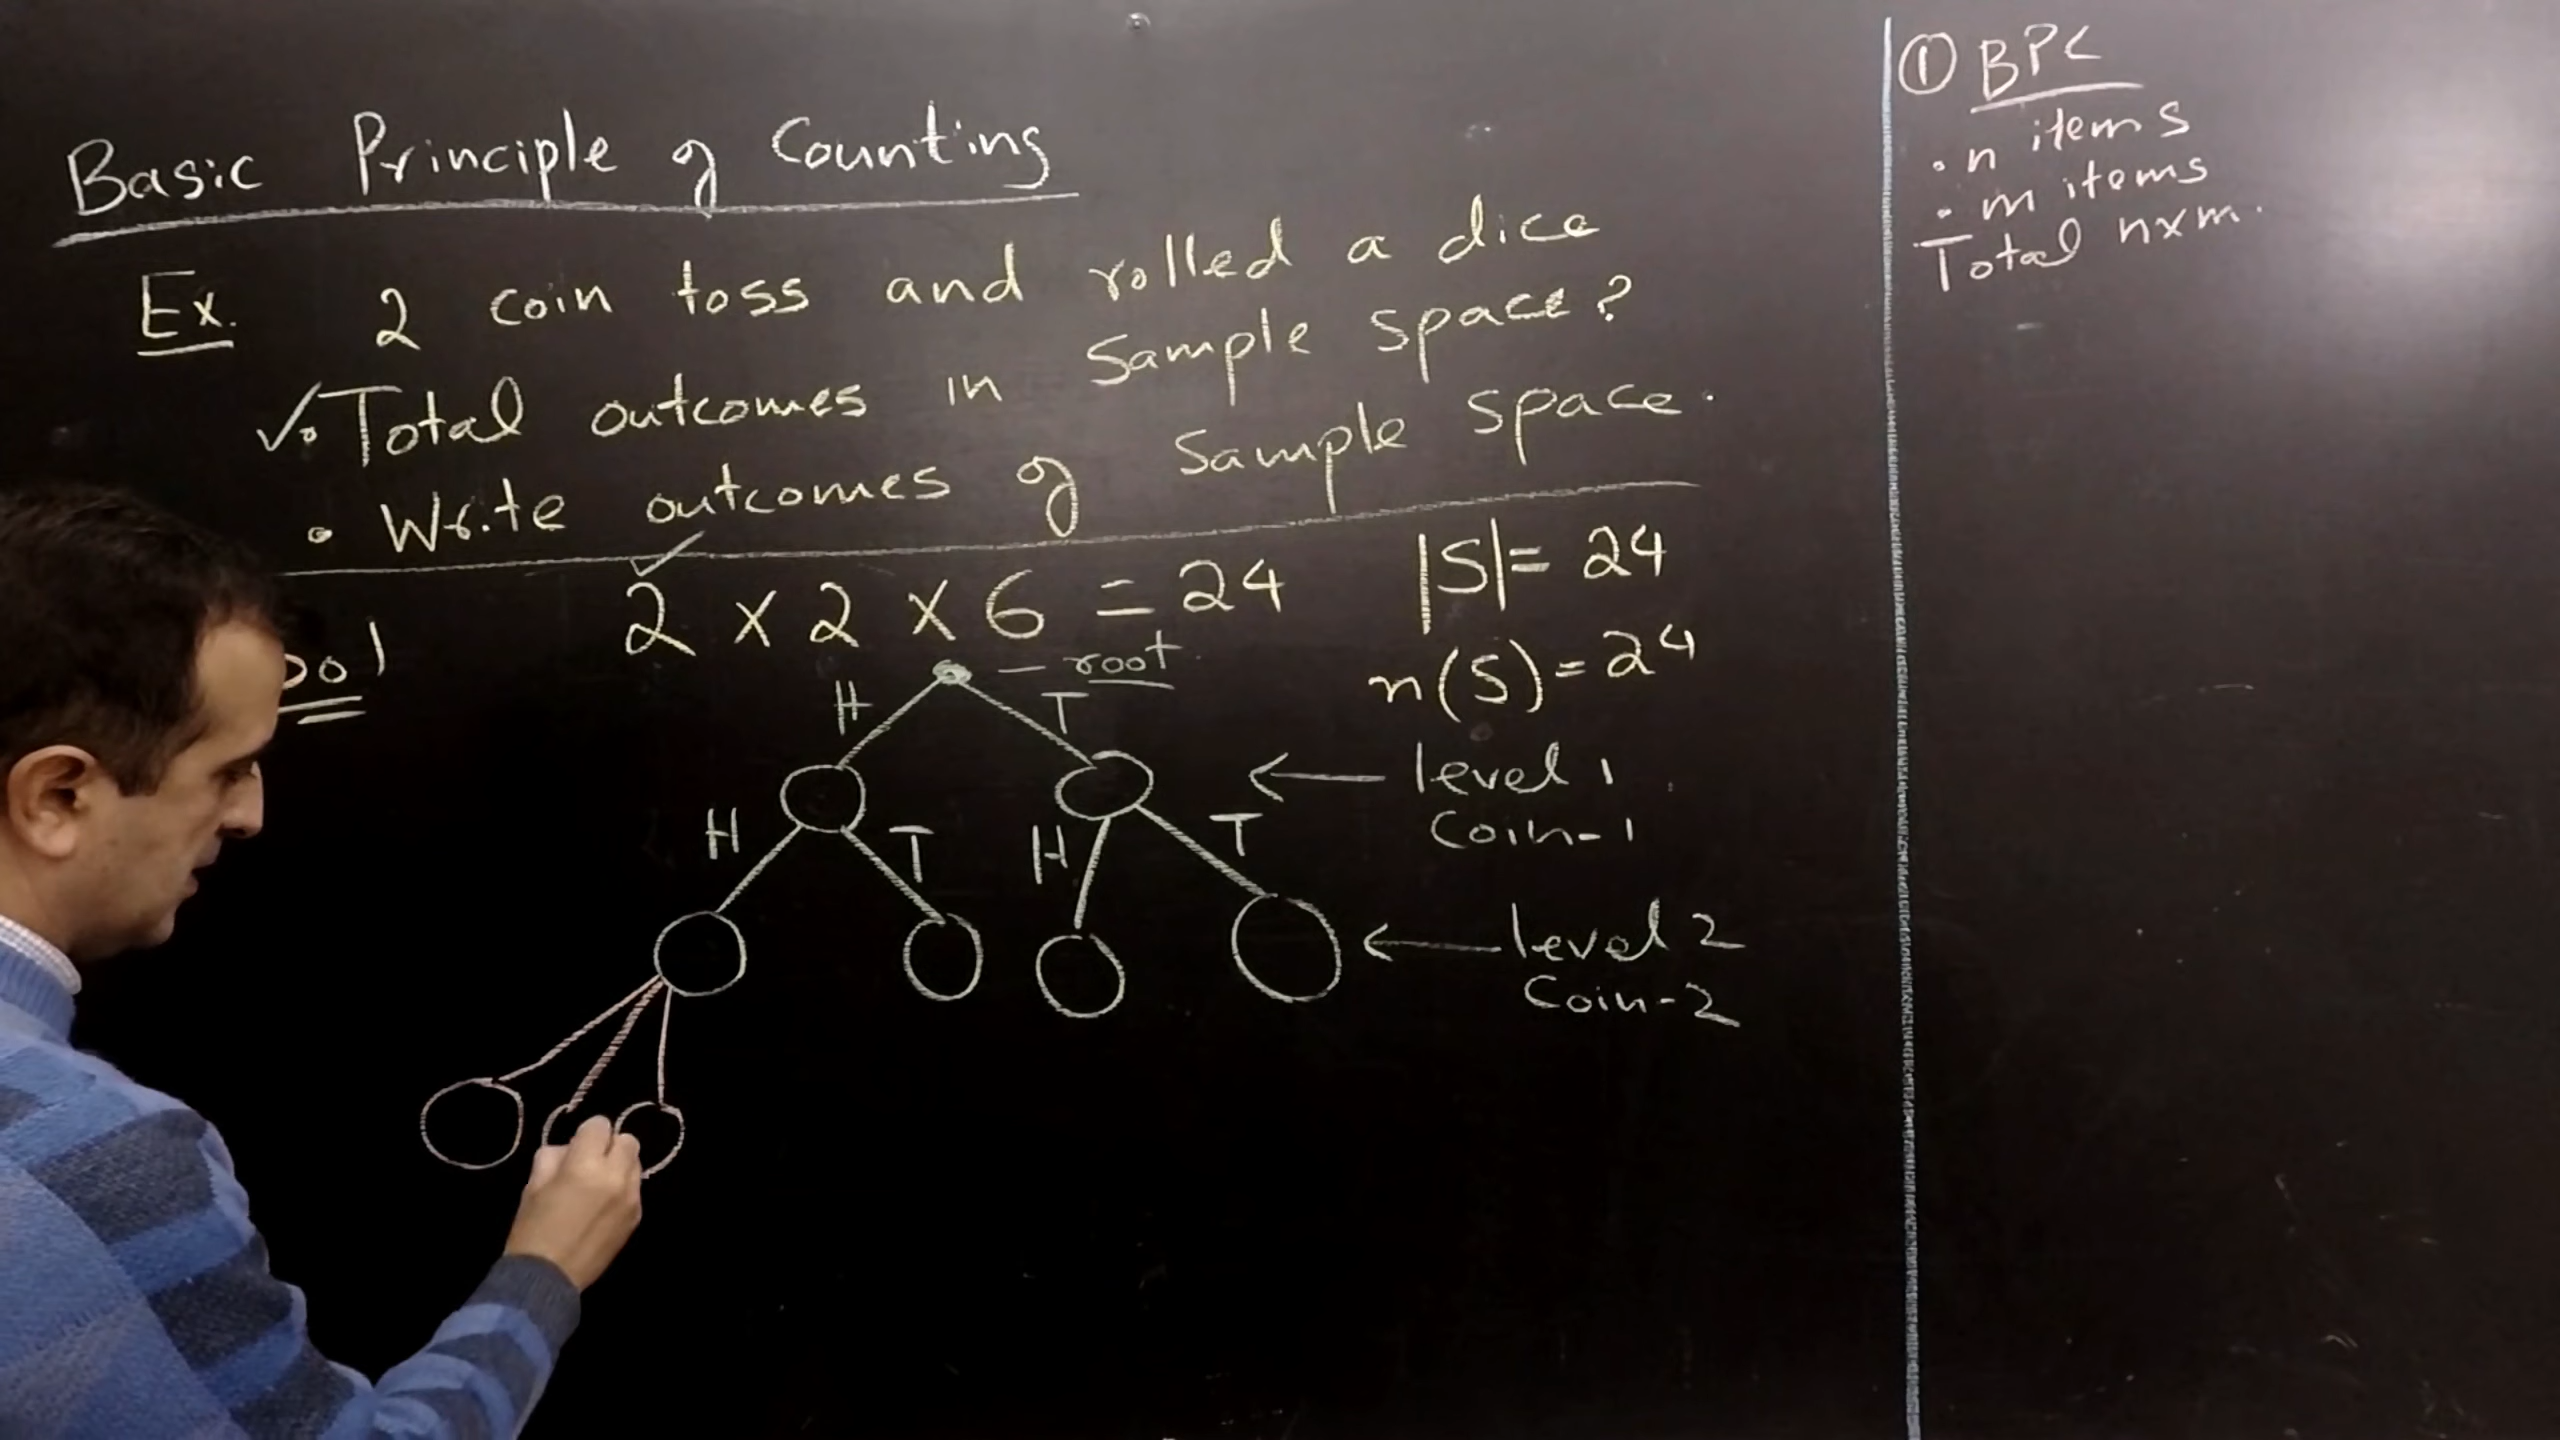 Basic Principle of Counting
Ex. 2 coin toss and rolled a dice
✓• Total outcomes in Sample space?
• Write outcomes of Sample space.
Sol
2 x 2 x 6 = 24
|S| = 24
n(S) = 24
root
H T
level 1
Coin-1
H T H T
level 2
Coin-2
① BPC
• n items
• m items
Total nxm.